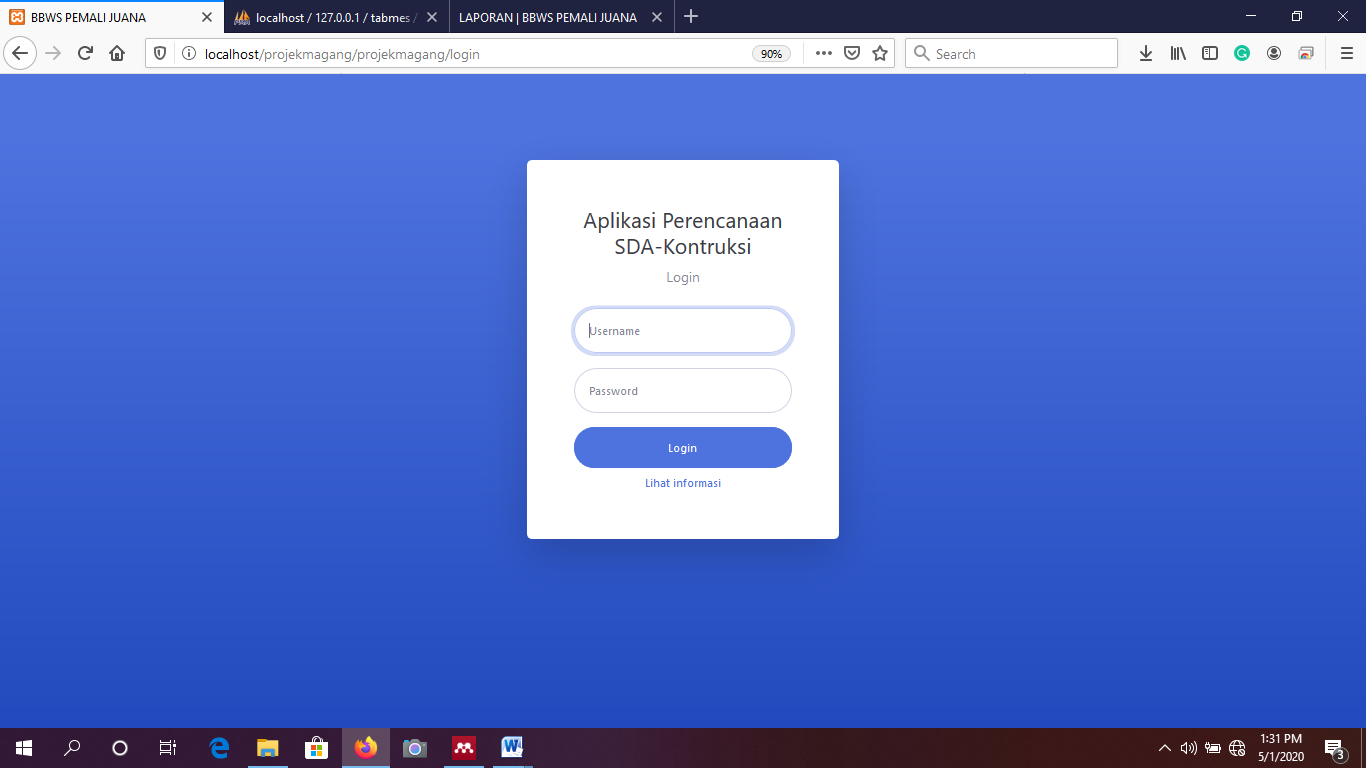 BBWS PEMALI JUANA
localhost / 127.0.0.1 / tabmes /
LAPORAN | BBWS PEMALI JUANA
localhost/projekmagang/projekmagang/login
90%
Search
Aplikasi Perencanaan
SDA-Kontruksi
Login
Username
Password
Login
Lihat informasi
1:31 PM
5/1/2020
3